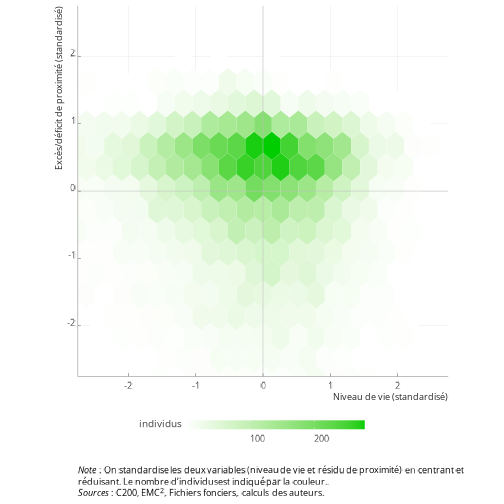 Excès/déficit de proximité (standardisé)
2
1
0
-1
-2
-2
-1
0
1
2
Niveau de vie (standardisé)
individus
100
200
Note : On standardise les deux variables (niveau de vie et résidu de proximité) en centrant et
réduisant. Le nombre d'individusest indiqué par la couleur..
Sources : C200, EMC², Fichiers fonciers, calculs des auteurs.